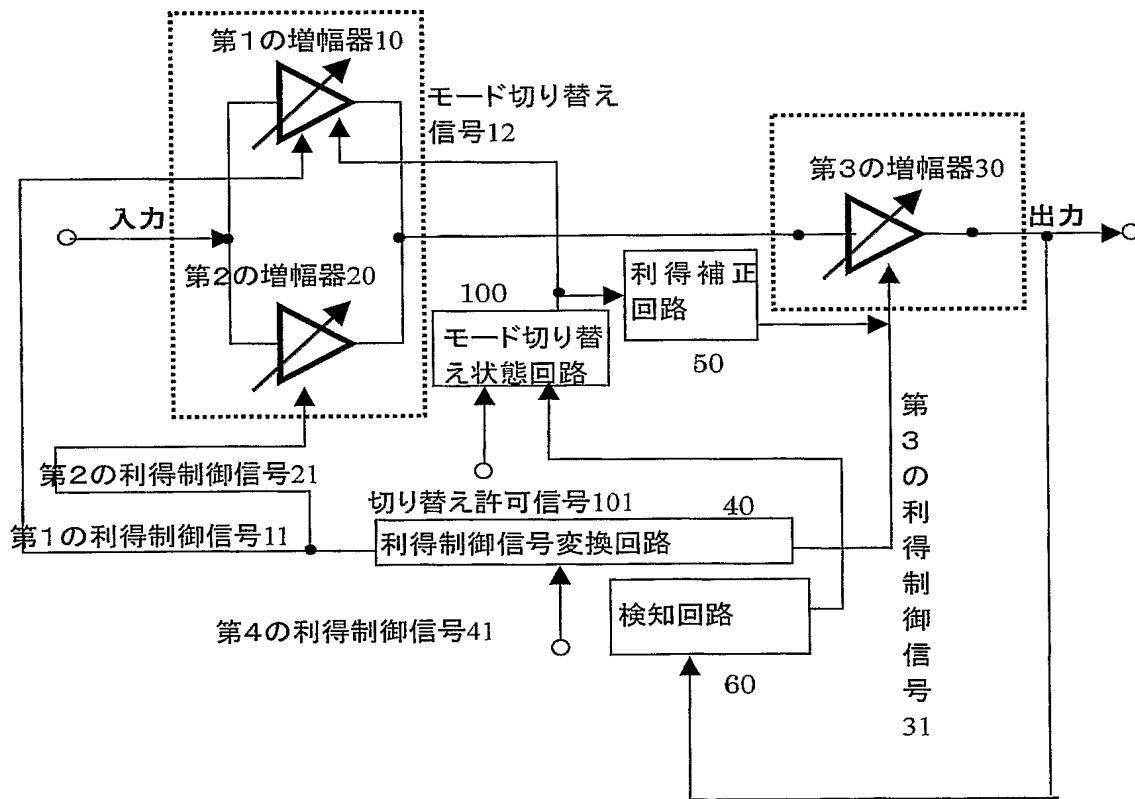 第1の増幅器10
モード切り替え
信号12
第3の増幅器30
入力
出力
第2の増幅器20
100
利得補正
回路
モード切り替
え状態回路
50
第2の利得制御信号21
切り替え許可信号101
40
第1の利得制御信号11
利得制御信号変換回路
第3の利得制御信号
31
検知回路
第4の利得制御信号41
60